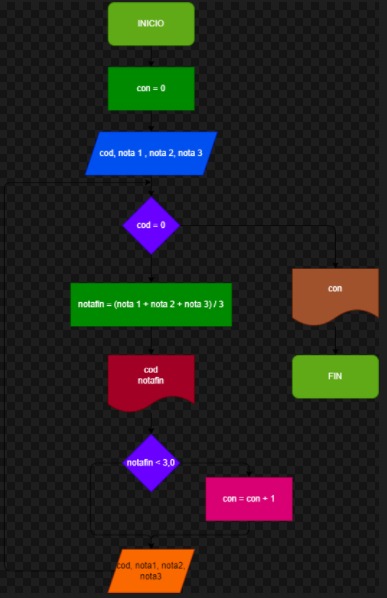 INICIO
con = 0
cod, nota 1 , nota 2, nota 3
cod = 0
notafin = (nota 1 + nota 2 + nota 3) / 3
con
cod
notafin
FIN
notafin < 3,0
con = con + 1
cod, nota1, nota2,
nota3